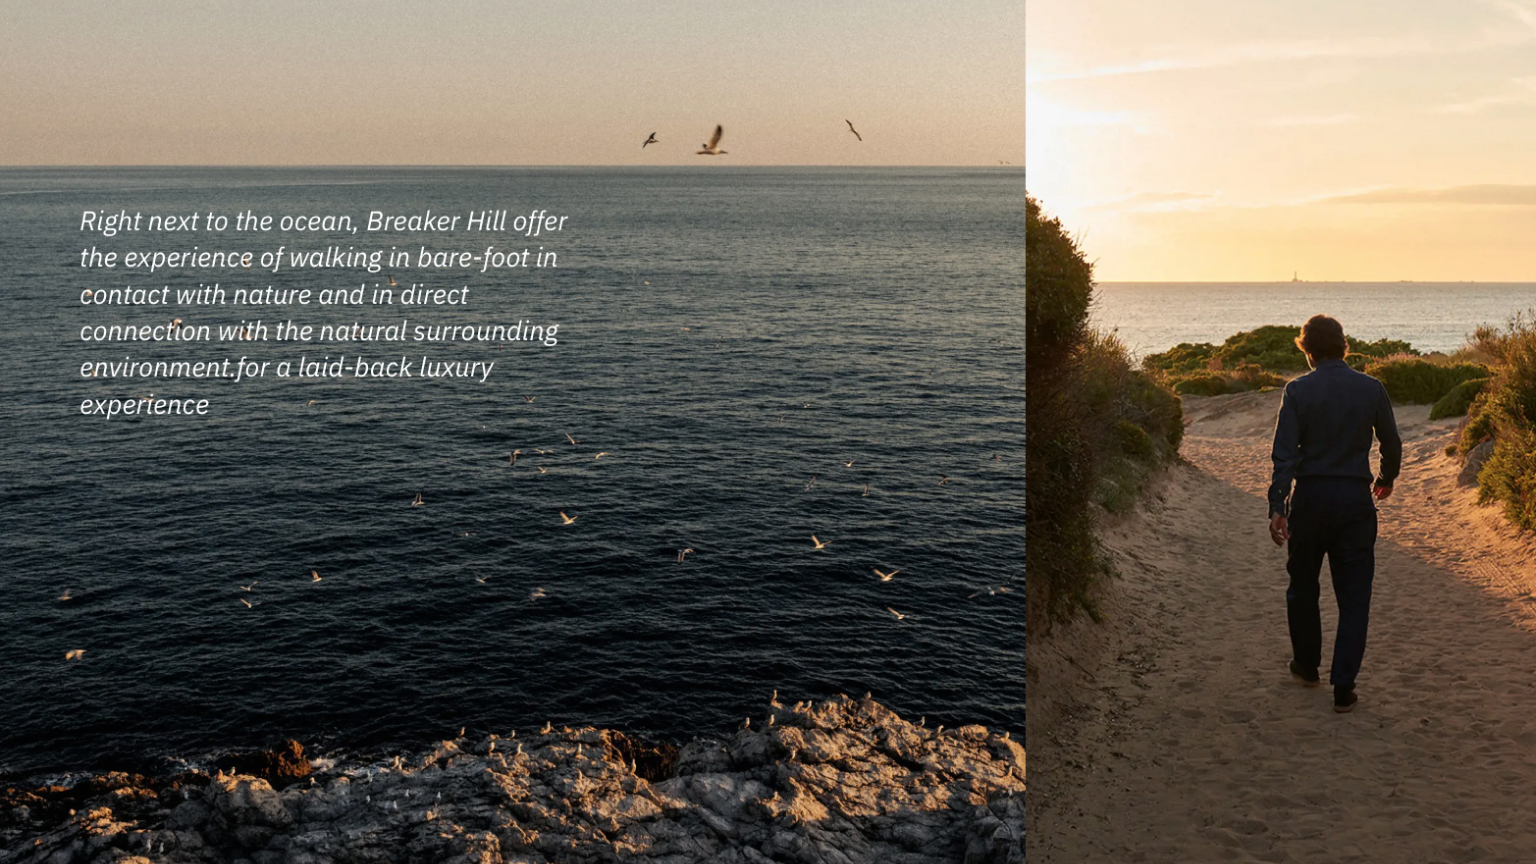 Right next to the ocean, Breaker Hill offer
the experience of walking in bare-foot in
contact with nature and in direct
connection with the natural surrounding
environment.for a laid-back luxury
experience